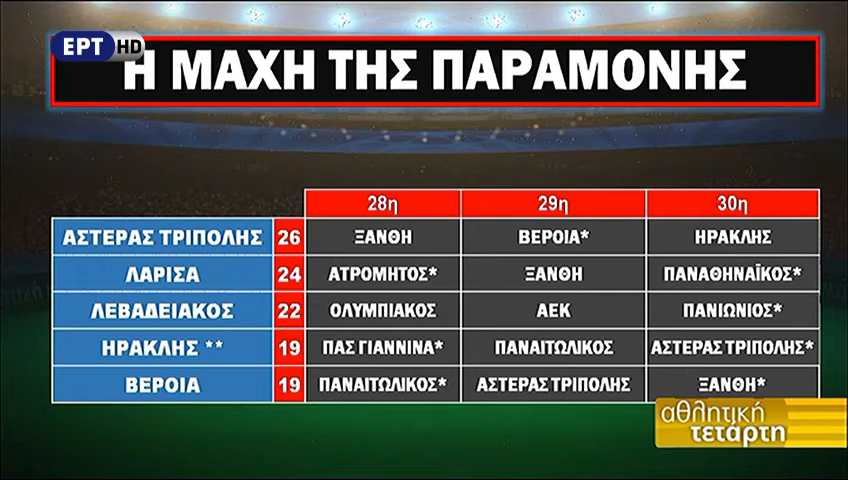 ΕΡΤ HD
Η ΜΑΧΗ ΤΗΣ ΠΑΡΑΜΟΝΗΣ
28η 29η 30η
ΑΣΤΕΡΑΣ ΤΡΙΠΟΛΗΣ 26 ΞΑΝΘΗ ΒΕΡΟΙΑ* ΗΡΑΚΛΗΣ
ΛΑΡΙΣΑ 24 ΑΤΡΟΜΗΤΟΣ* ΞΑΝΘΗ ΠΑΝΑΘΗΝΑΪΚΟΣ*
ΛΕΒΑΔΕΙΑΚΟΣ 22 ΟΛΥΜΠΙΑΚΟΣ ΑΕΚ ΠΑΝΙΩΝΙΟΣ*
ΗΡΑΚΛΗΣ ** 19 ΠΑΣ ΓΙΑΝΝΙΝΑ* ΠΑΝΑΙΤΩΛΙΚΟΣ ΑΣΤΕΡΑΣ ΤΡΙΠΟΛΗΣ*
ΒΕΡΟΙΑ 19 ΠΑΝΑΙΤΩΛΙΚΟΣ* ΑΣΤΕΡΑΣ ΤΡΙΠΟΛΗΣ ΞΑΝΘΗ*
αθλητική
τετάρτη